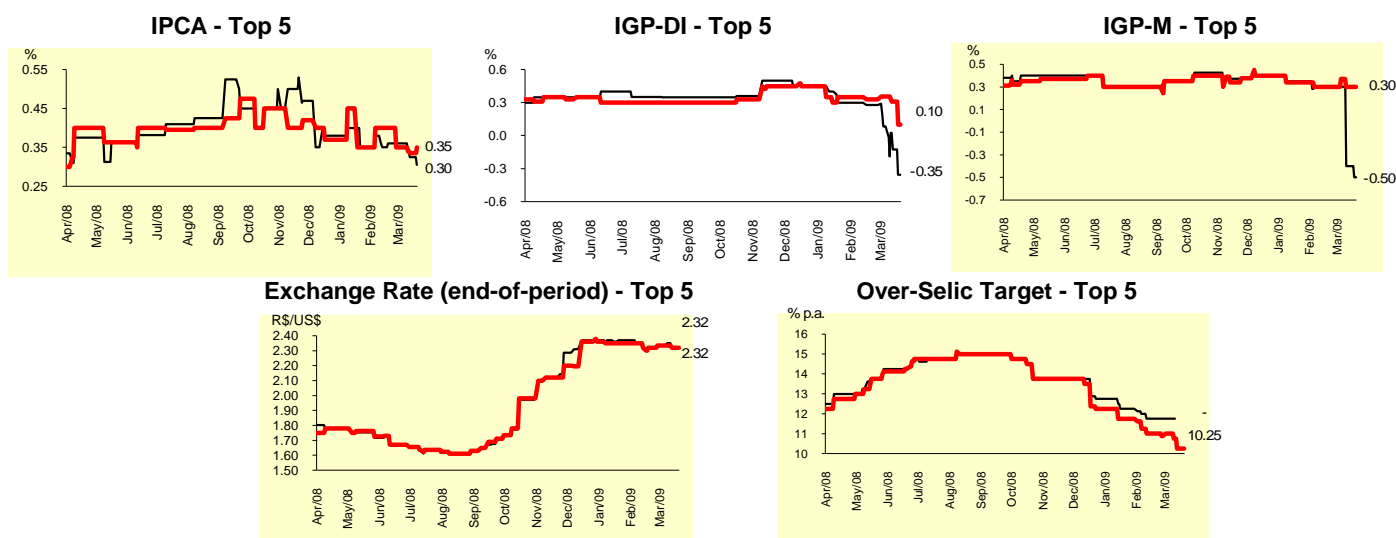 IPCA - Top 5
%
0.55
0.45
0.35
0.25
0.35
0.30
Apr/08
May/08
Jun/08
Jul/08
Aug/08
Sep/08
Oct/08
Nov/08
Dec/08
Jan/09
Feb/09
Mar/09
IGP-DI - Top 5
%
0.6
0.3
0.0
-0.3
-0.6
0.10
-0.35
Apr/08
May/08
Jun/08
Jul/08
Aug/08
Sep/08
Oct/08
Nov/08
Dec/08
Jan/09
Feb/09
Mar/09
IGP-M - Top 5
%
0.5
0.3
0.1
-0.1
-0.3
-0.5
-0.7
0.30
-0.50
Apr/08
May/08
Jun/08
Jul/08
Aug/08
Sep/08
Oct/08
Nov/08
Dec/08
Jan/09
Feb/09
Mar/09
Exchange Rate (end-of-period) - Top 5
R$/US$
2.40
2.30
2.20
2.10
2.00
1.90
1.80
1.70
1.60
1.50
2.32
2.32
Apr/08
May/08
Jun/08
Jul/08
Aug/08
Sep/08
Oct/08
Nov/08
Dec/08
Jan/09
Feb/09
Mar/09
Over-Selic Target - Top 5
% p.a.
16
15
14
13
12
11
10
-
10.25
Apr/08
May/08
Jun/08
Jul/08
Aug/08
Sep/08
Oct/08
Nov/08
Dec/08
Jan/09
Feb/09
Mar/09